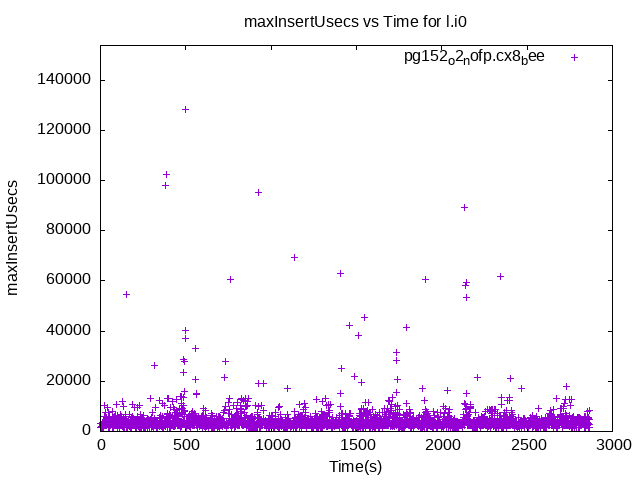 maxInsertUsecs vs Time for l.i0
pg152_o2_nofp.cx8_bee
140000
120000
100000
80000
60000
40000
20000
0
maxInsertUsecs
0 500 1000 1500 2000 2500 3000
Time(s)